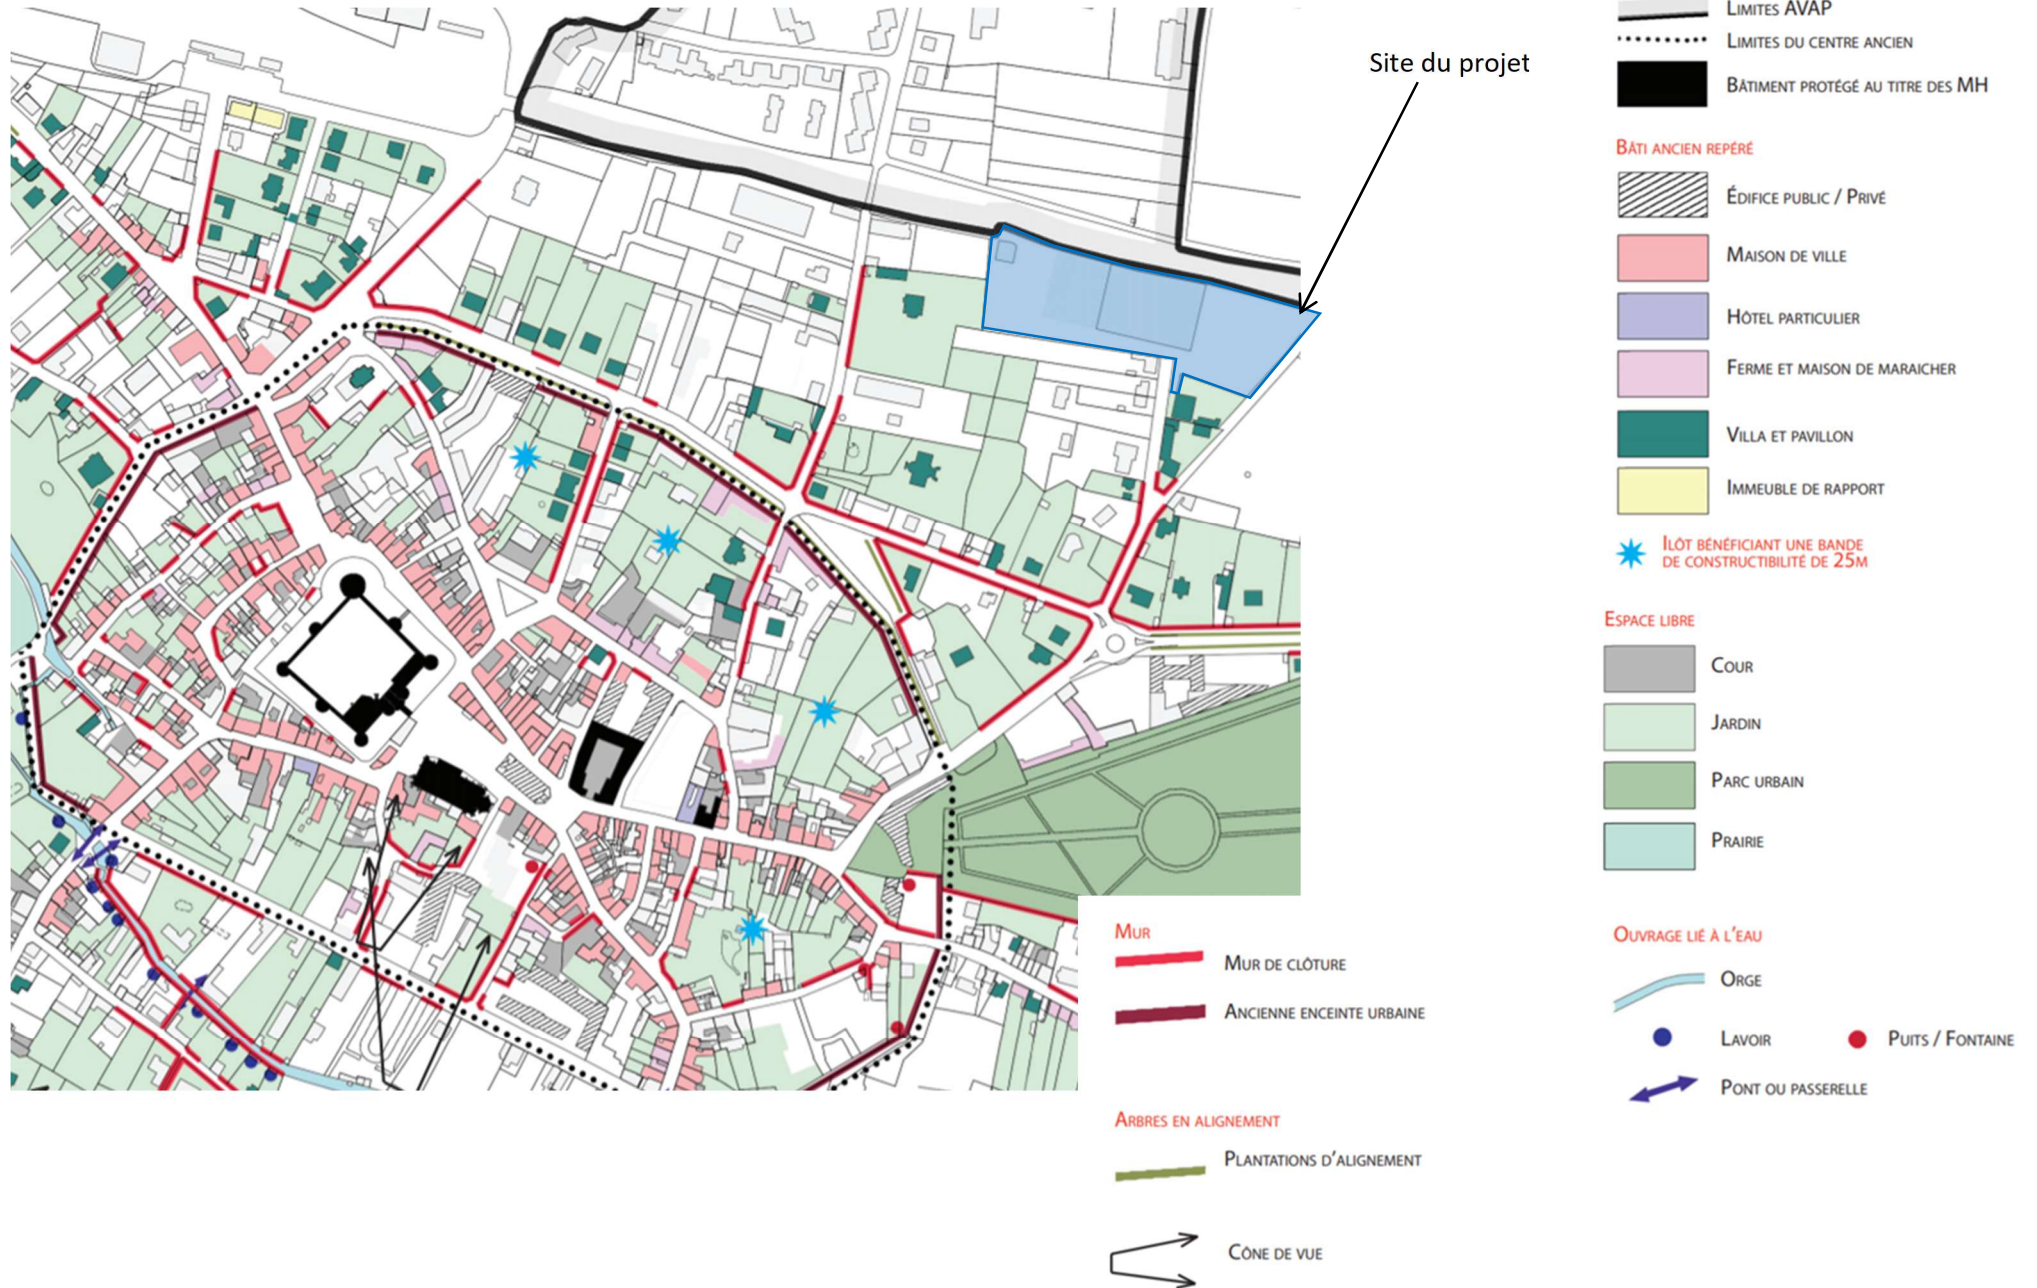 Site du projet
Limites AVAP
Limites du centre ancien
Bâtiment protégé au titre des MH
Bâti ancien repéré
Édifice public / Privé
Maison de ville
Hôtel particulier
Ferme et maison de maraicher
Villa et pavillon
Immeuble de rapport
Ilôt bénéficiant une bande
de constructibilité de 25m
Espace libre
Cour
Jardin
Parc urbain
Prairie
Mur
Mur de clôture
Ancienne enceinte urbaine
Arbres en alignement
Plantations d'alignement
Cône de vue
Ouvrage lié à l'eau
Orge
Lavoir
Puits / Fontaine
Pont ou passerelle